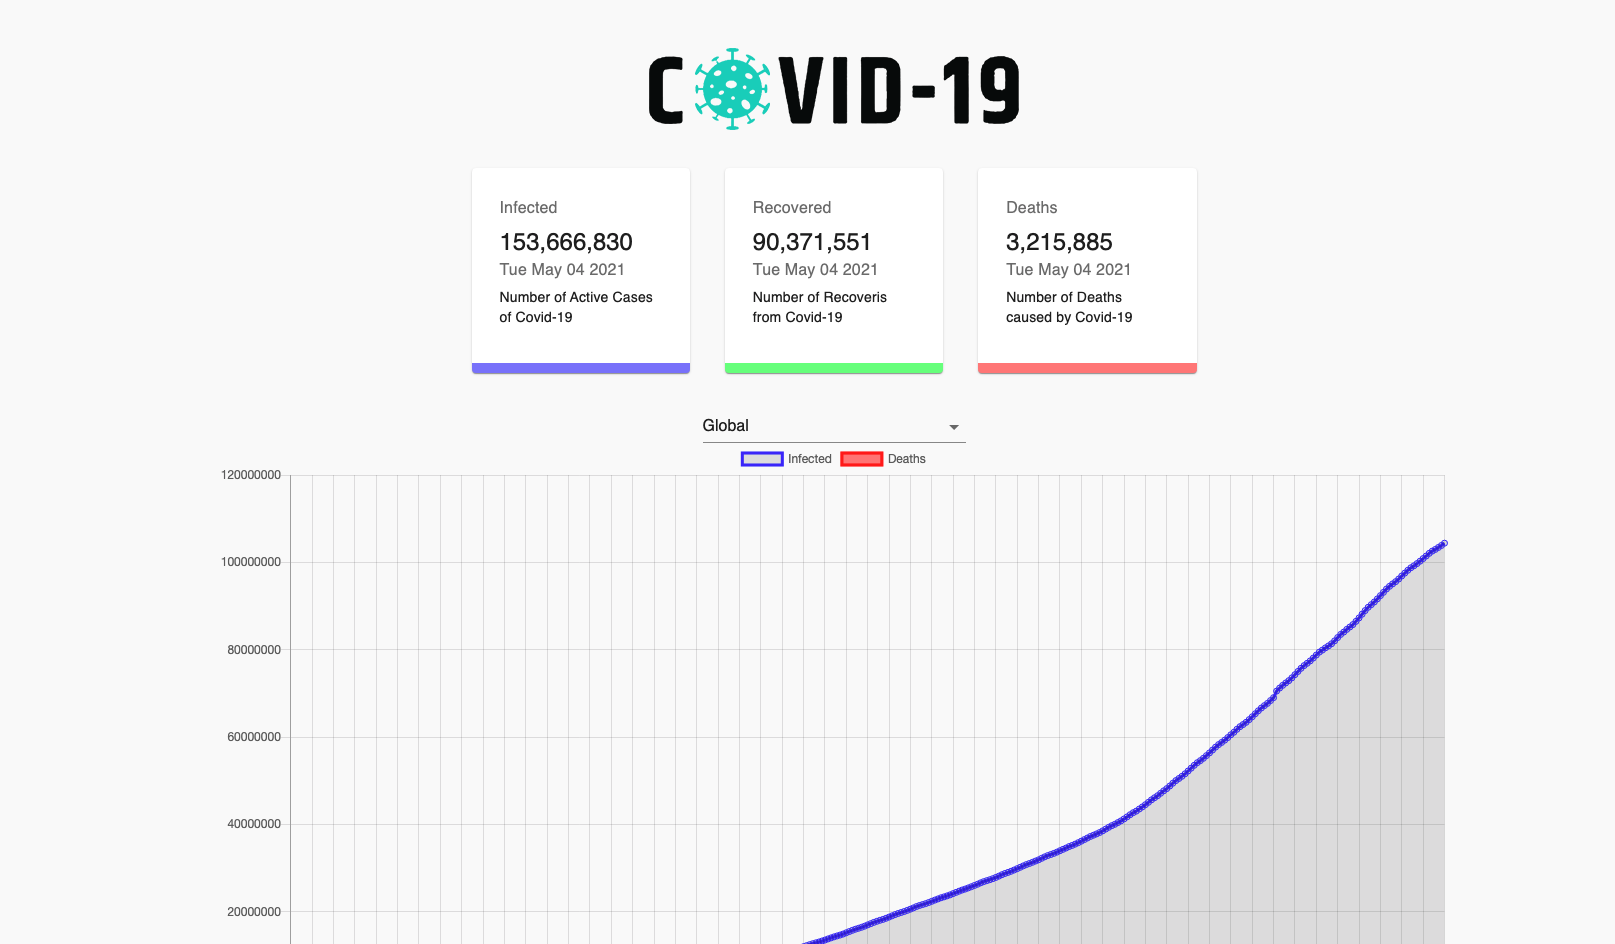 COVID-19
Infected
153,666,830
Tue May 04 2021
Number of Active Cases
of Covid-19
Recovered
90,371,551
Tue May 04 2021
Number of Recoveris
from Covid-19
Deaths
3,215,885
Tue May 04 2021
Number of Deaths
caused by Covid-19
Global
Infected Deaths
120000000
100000000
80000000
60000000
40000000
20000000